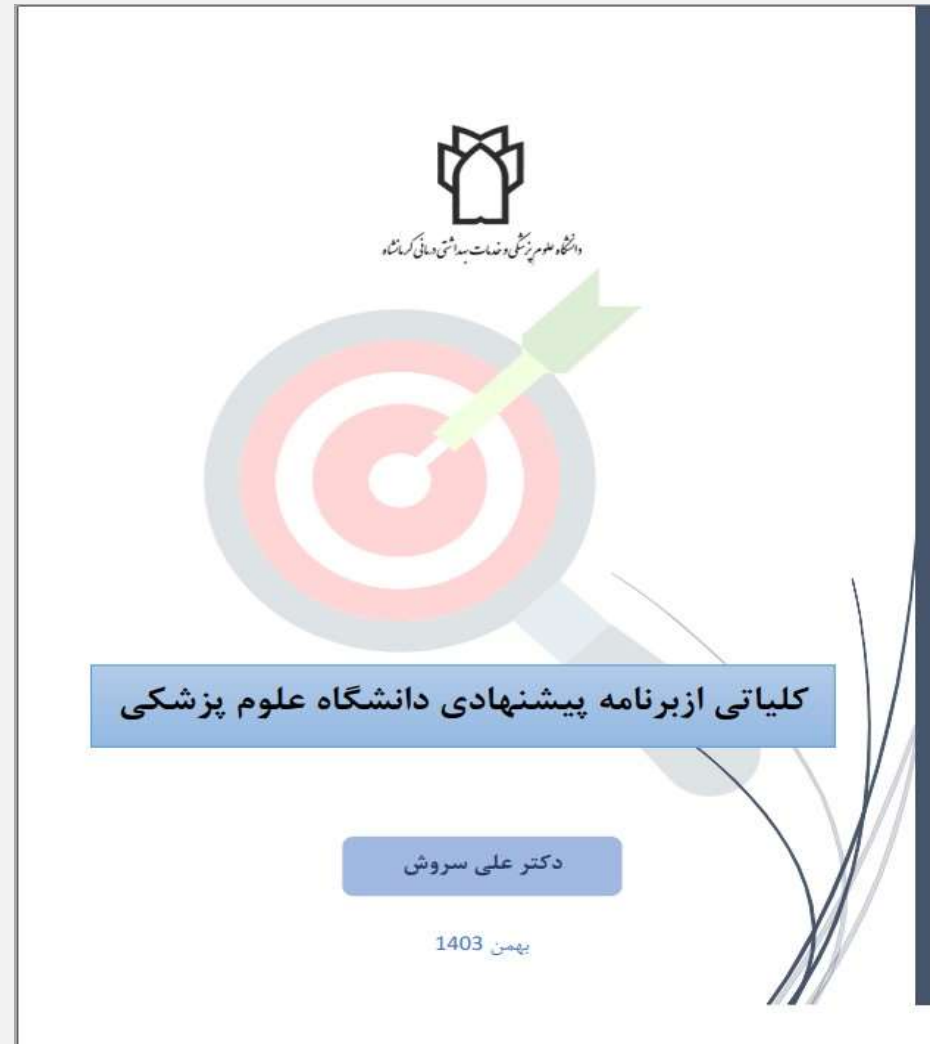 دانشگاه علوم پزشکی و خدمات بهداشتی درمانی کرمانشاه
کلیاتی ازبرنامه پیشنهادی دانشگاه علوم پزشکی
دکتر علی سروش
بهمن 1403